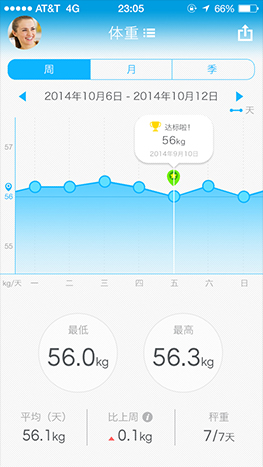 AT&T 4G 23:05 66%
体重
周 月 季
2014年10月6日 - 2014年10月12日
天
达标啦!
56kg
2014年9月10日
57
56
55
kg/天 一 二 三 四 五 六 日
最低 最高
56.0kg 56.3kg
平均（天） 比上周 秤重
56.1kg 0.1kg 7/7天